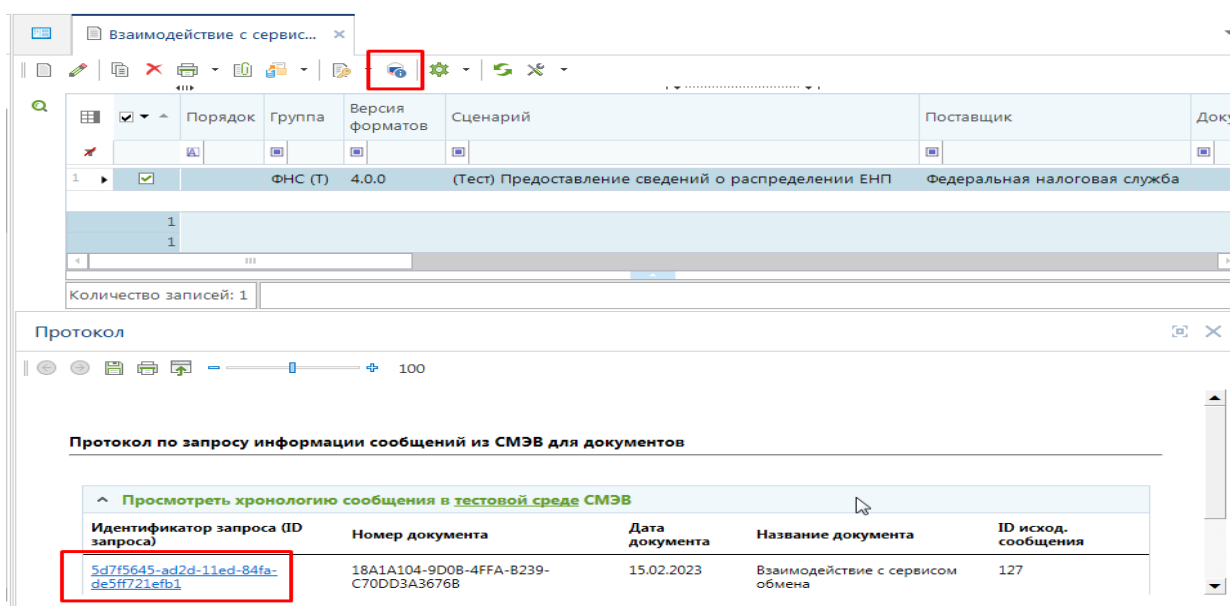 Взаимодействие с сервис...
Порядок Группа Версия форматов Сценарий Поставщик Доку
1 ФНС (Т) 4.0.0 (Тест) Предоставление сведений о распределении ЕНП Федеральная налоговая служба
1
1
Количество записей: 1
Протокол
100
Протокол по запросу информации сообщений из СМЭВ для документов
Просмотреть хронологию сообщения в тестовой среде СМЭВ
Идентификатор запроса (ID запроса) Номер документа Дата документа Название документа ID исход. сообщения
5d7f5645-ad2d-11ed-84fa-de5ff721efb1 18A1A104-9D0B-4FFA-B239-C70DD3A3676B 15.02.2023 Взаимодействие с сервисом обмена 127